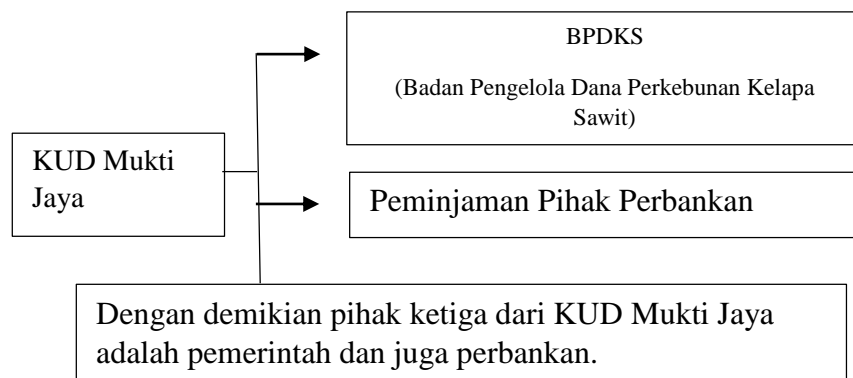 BPDKS
(Badan Pengelola Dana Perkebunan Kelapa
Sawit)
KUD Mukti
Jaya
Peminjaman Pihak Perbankan
Dengan demikian pihak ketiga dari KUD Mukti Jaya
adalah pemerintah dan juga perbankan.